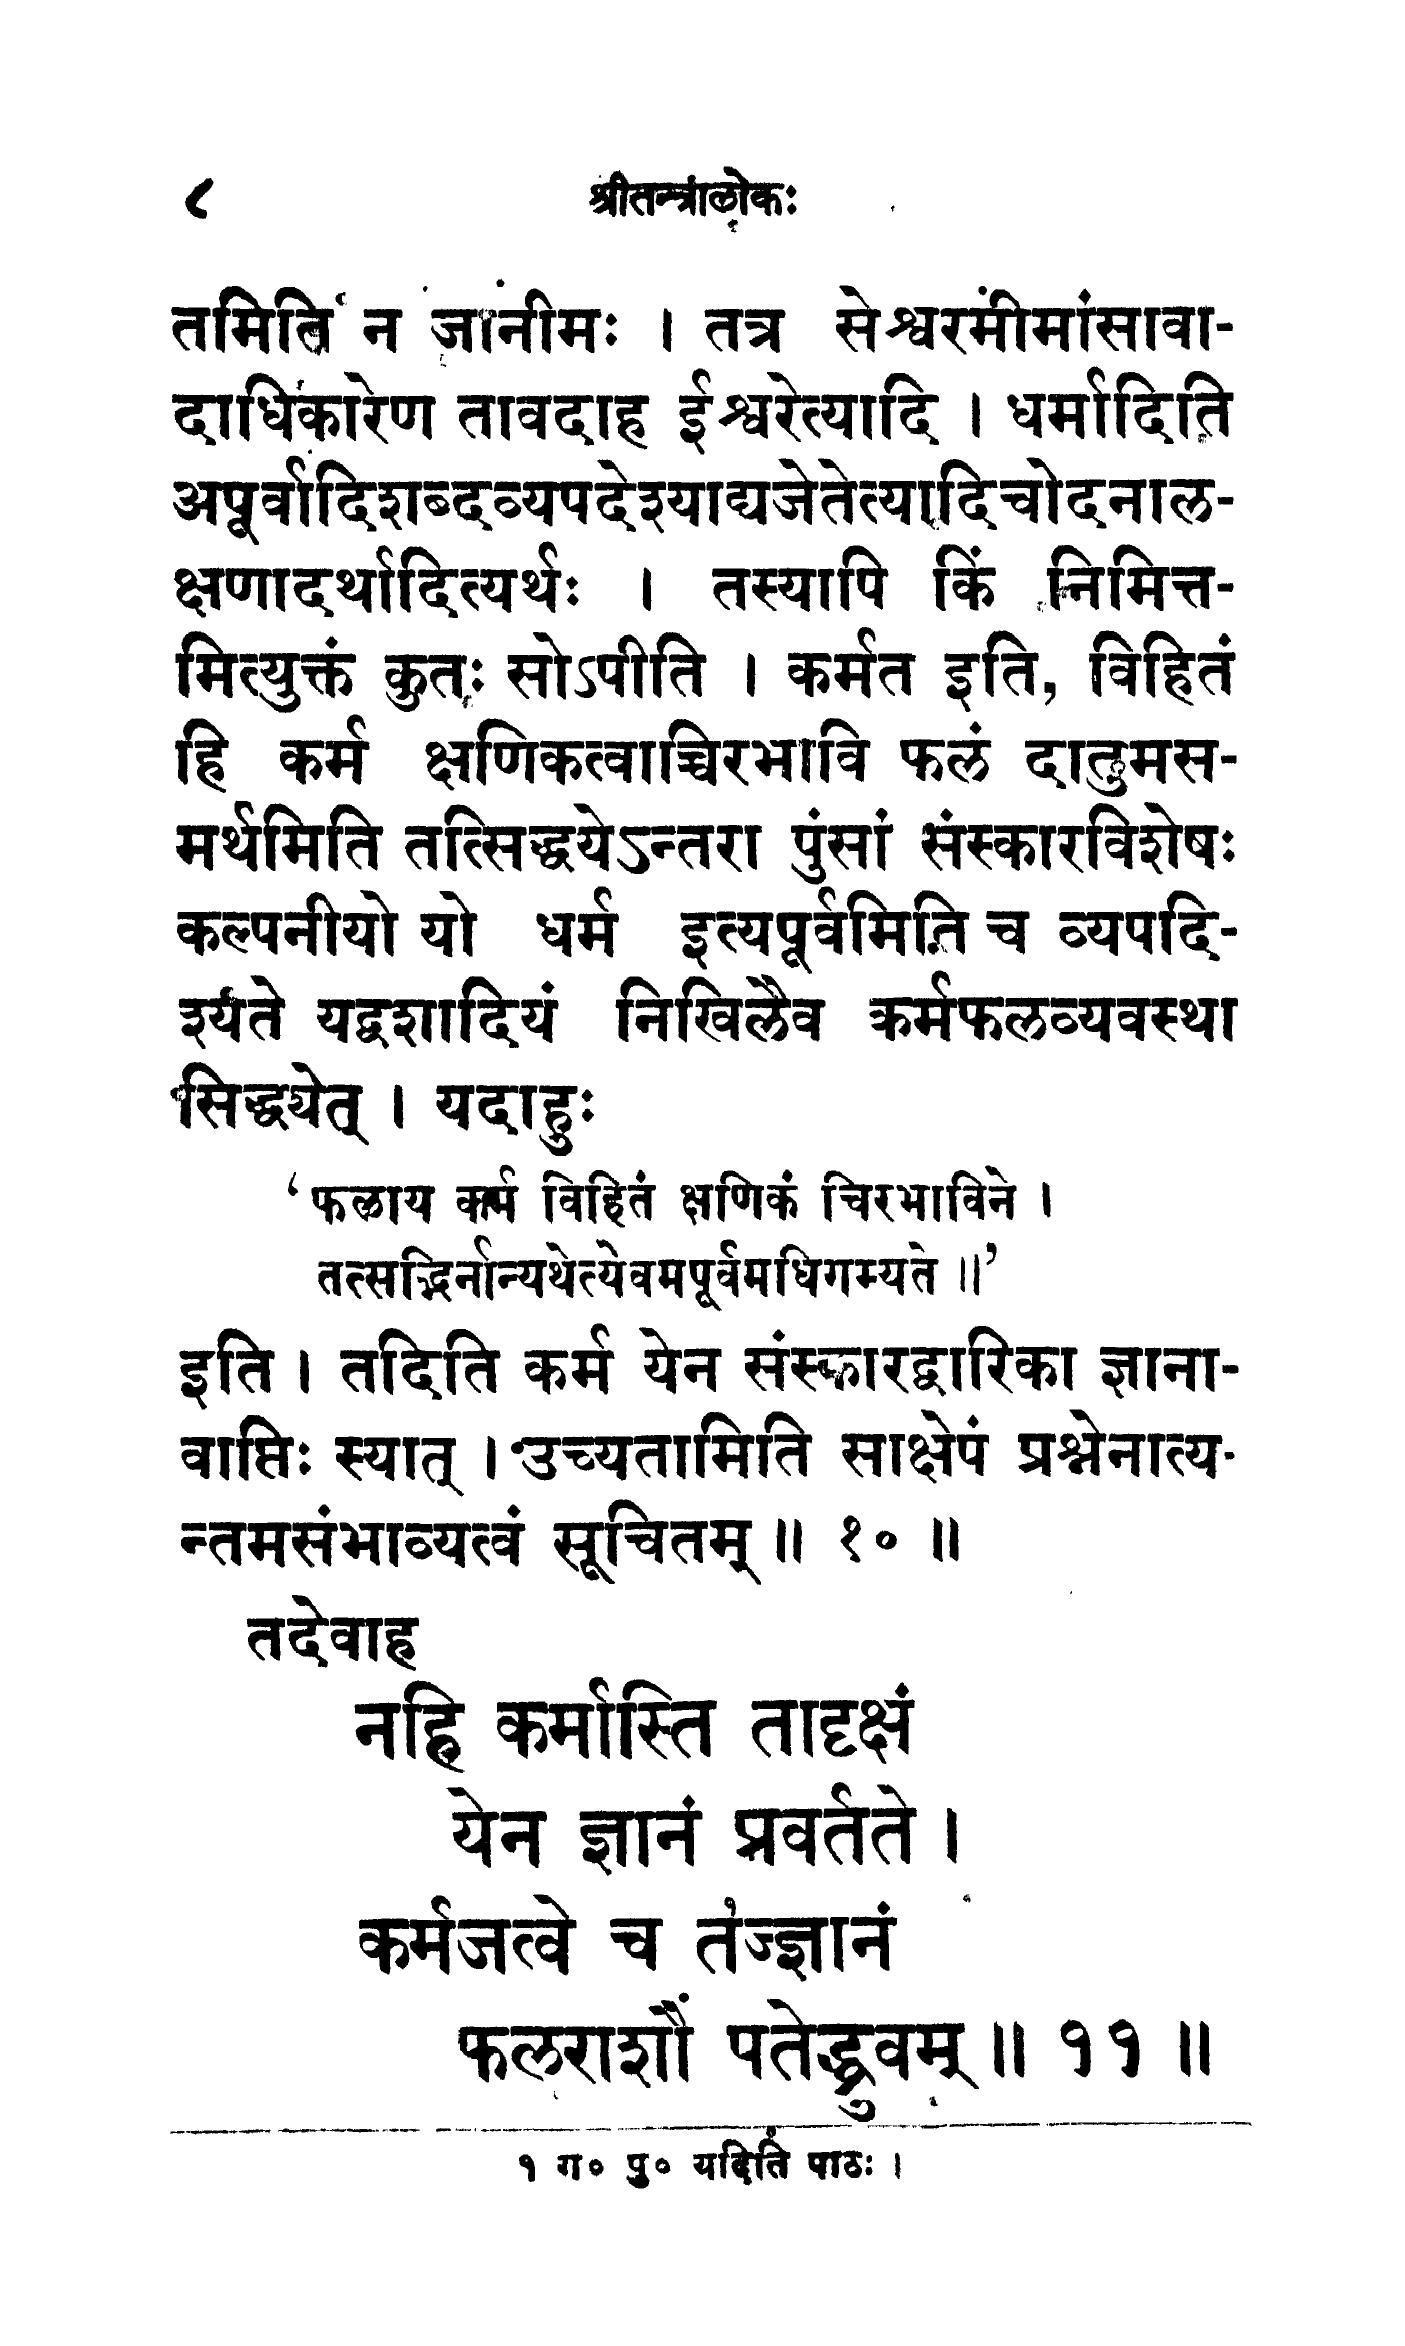 ८ श्रीतन्त्रालोकः
तमिति न जानीमः । तत्र सेश्वरमीमांसावा-
दाधिकारेण तावदाह ईश्वरेत्यादि । धर्मादिति
अपूर्वादिशब्दव्यपदेश्याद्यजेतेत्यादिचोदनाल-
क्षणादर्थादित्यर्थः । तस्यापि किं निमित्त-
मित्युक्तं कुतः सोऽपीति । कर्मत इति, विहितं
हि कर्म क्षणिकत्वाच्चिरभावि फलं दातुमस-
मर्थमिति तत्सिद्धयेऽन्तरा पुंसां संस्कारविशेषः
कल्पनीयो यो धर्म इत्यपूर्वमिति च व्यपदि-
श्यते यद्वशादियं निखिलैव कर्मफलव्यवस्था
सिद्ध्येत् । यदाहुः
‘फलाय कर्म विहितं क्षणिकं चिरभाविने ।
तत्सद्भिर्नान्यथेत्येवमपूर्वमधिगम्यते ॥’
इति । तदिति कर्म येन संस्कारद्वारिका ज्ञाना-
वाप्तिः स्यात् । उच्यतामिति साक्षेपं प्रश्नेनात्य-
न्तमसंभाव्यत्वं सूचितम् ॥ १० ॥
तदेवाह
नहि कर्मास्ति तादृक्षं
येन ज्ञानं प्रवर्तते ।
कर्मजत्वे च तज्ज्ञानं
फलराशौ पतेद्ध्रुवम् ॥ ११ ॥
१ ग० पु० यदिति पाठः ।